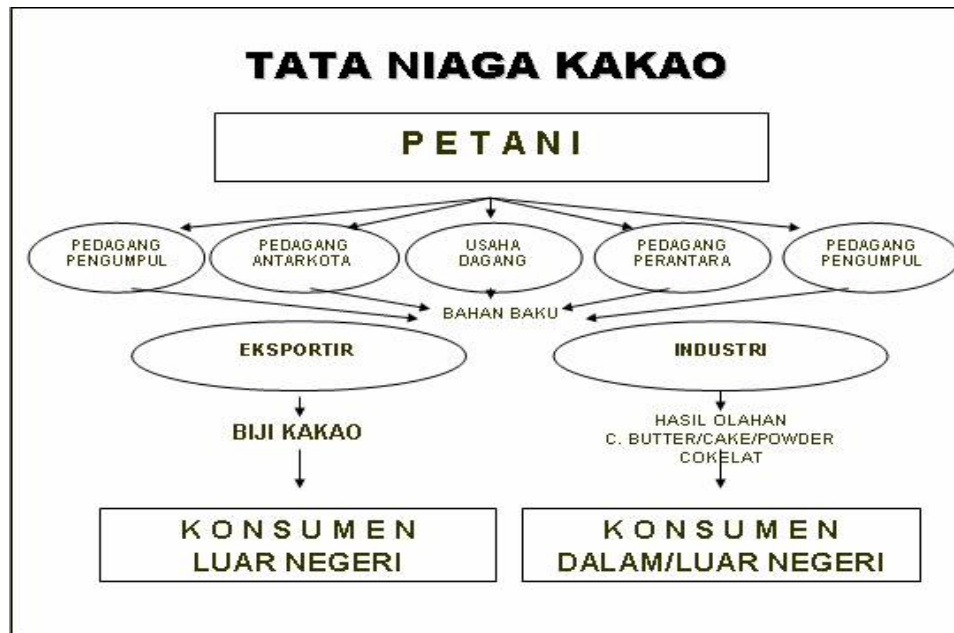 TATA NIAGA KAKAO
PETANI
PEDAGANG
PENGUMPUL
PEDAGANG
ANTARKOTA
USAHA
DAGANG
PEDAGANG
PERANTARA
PEDAGANG
PENGUMPUL
BAHAN BAKU
EKSPORTIR
INDUSTRI
BIJI KAKAO
HASIL OLAHAN
C. BUTTER/CAKE/POWDER
COKELAT
KONSUMEN
LUAR NEGERI
KONSUMEN
DALAM/LUAR NEGERI